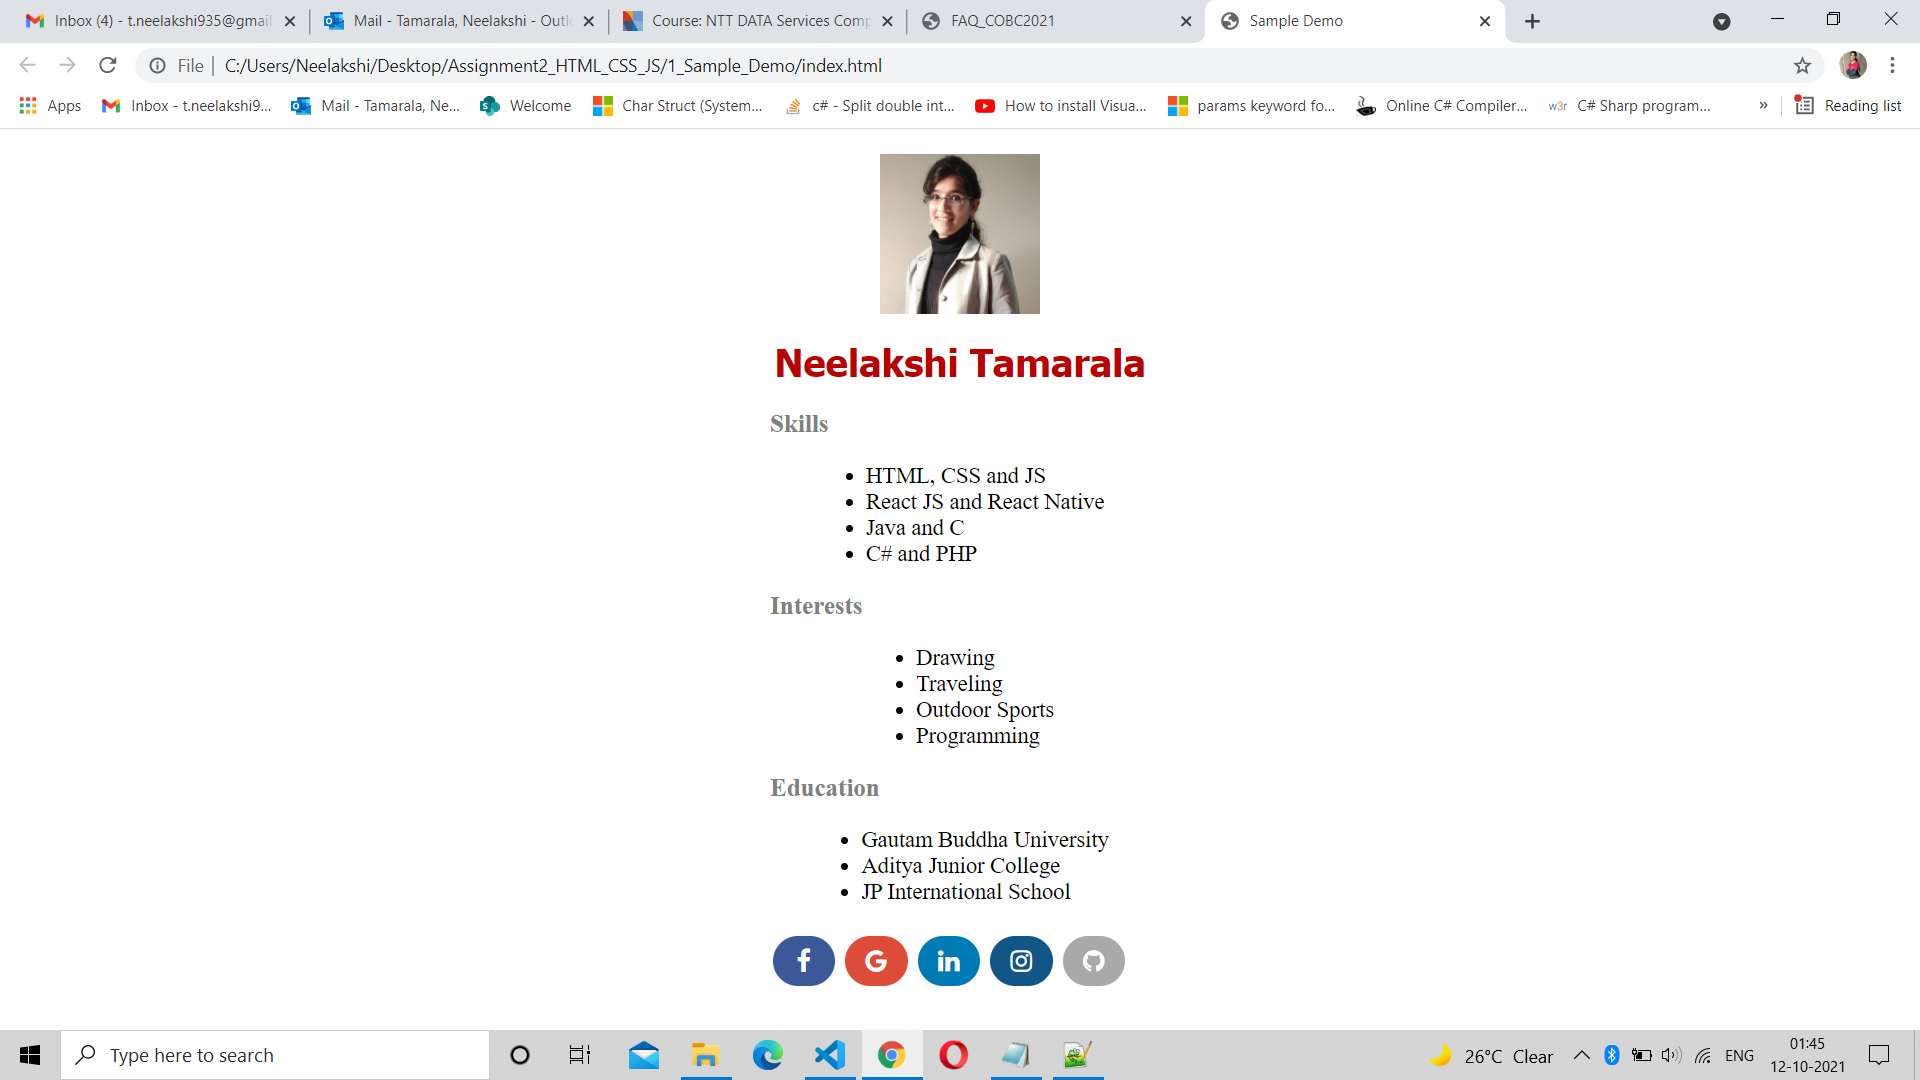 Inbox (4) - t.neelakshi935@gmail
Mail - Tamarala, Neelakshi - Outl
Course: NTT DATA Services Comp
FAQ_COBC2021
Sample Demo
File | C:/Users/Neelakshi/Desktop/Assignment2_HTML_CSS_JS/1_Sample_Demo/index.html
Apps
Inbox - t.neelakshi9...
Mail - Tamarala, Ne...
Welcome
Char Struct (System...
c# - Split double int...
How to install Visua...
params keyword fo...
Online C# Compiler...
w3r
C# Sharp program...
»
Reading list
Neelakshi Tamarala
Skills
• HTML, CSS and JS
• React JS and React Native
• Java and C
• C# and PHP
Interests
• Drawing
• Traveling
• Outdoor Sports
• Programming
Education
• Gautam Buddha University
• Aditya Junior College
• JP International School
Type here to search
26°C Clear
ENG
01:45
12-10-2021